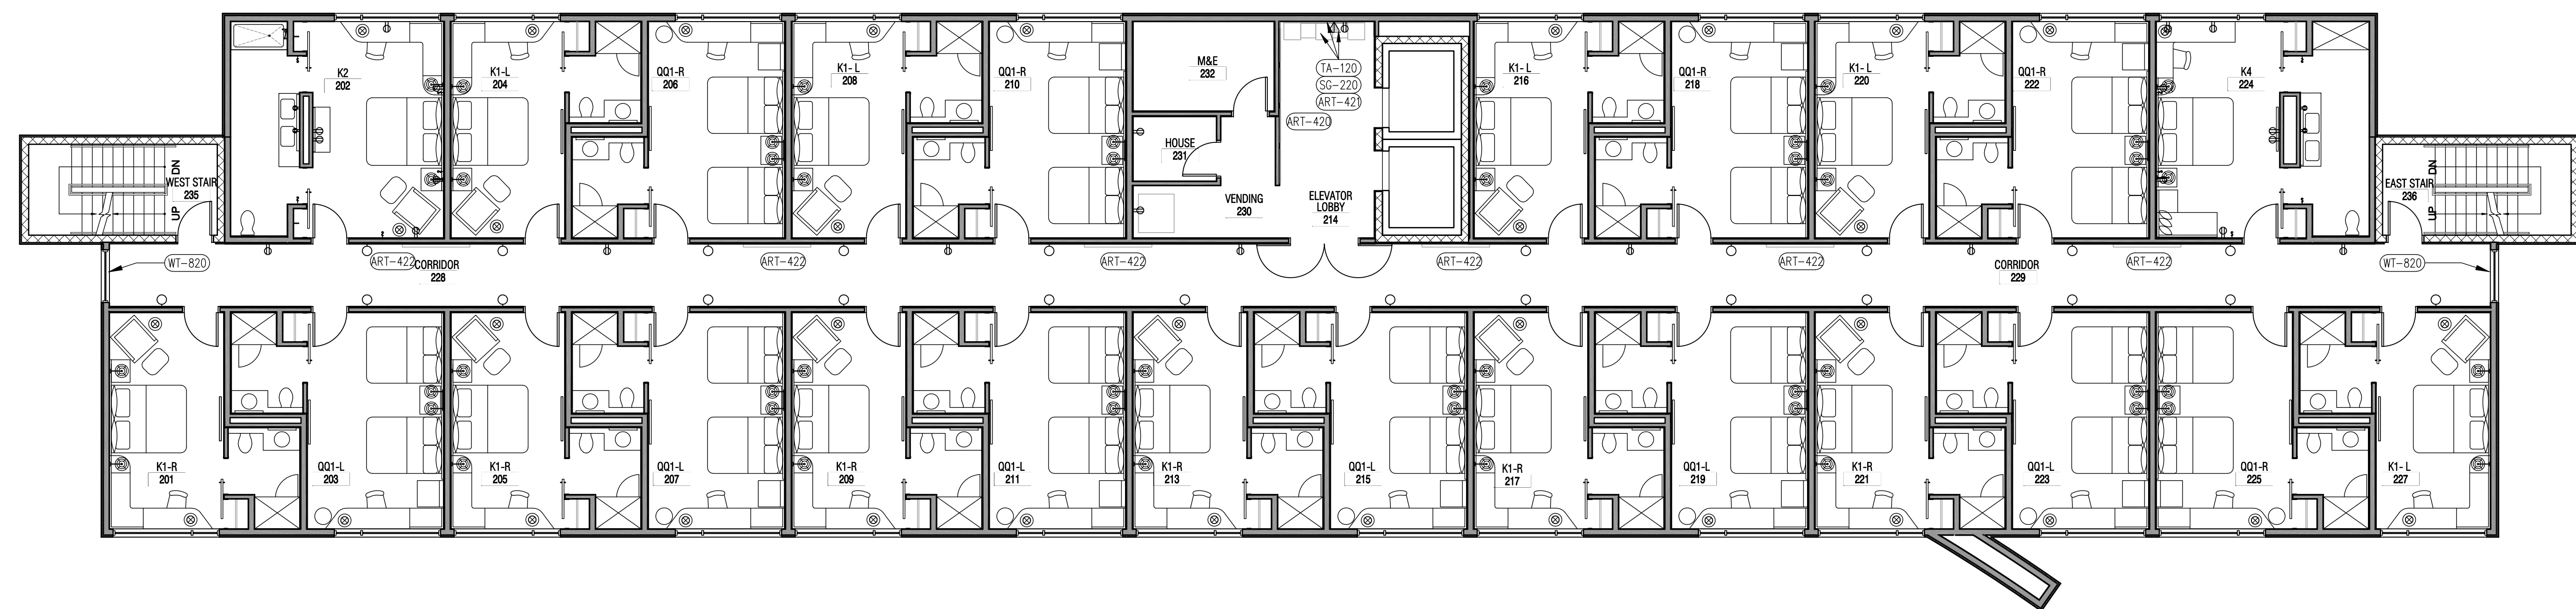 K2
202
K1-L
204
QQ1-R
206
K1- L
208
QQ1-R
210
M&E
232
TA-120
SG-220
ART-421
ART-420
K1- L
216
QQ1-R
218
K1- L
220
QQ1-R
222
K4
224
HOUSE
231
VENDING
230
ELEVATOR
LOBBY
214
DN
WEST STAIR
235
UP
DN
EAST STAIR
236
UP
WT-820
ART-422
CORRIDOR
228
ART-422
ART-422
ART-422
ART-422
ART-422
CORRIDOR
229
WT-820
K1-R
201
QQ1-L
203
K1-R
205
QQ1-L
207
K1-R
209
QQ1-L
211
K1-R
213
QQ1-L
215
K1-R
217
QQ1-L
219
K1-R
221
QQ1-L
223
QQ1-R
225
K1- L
227